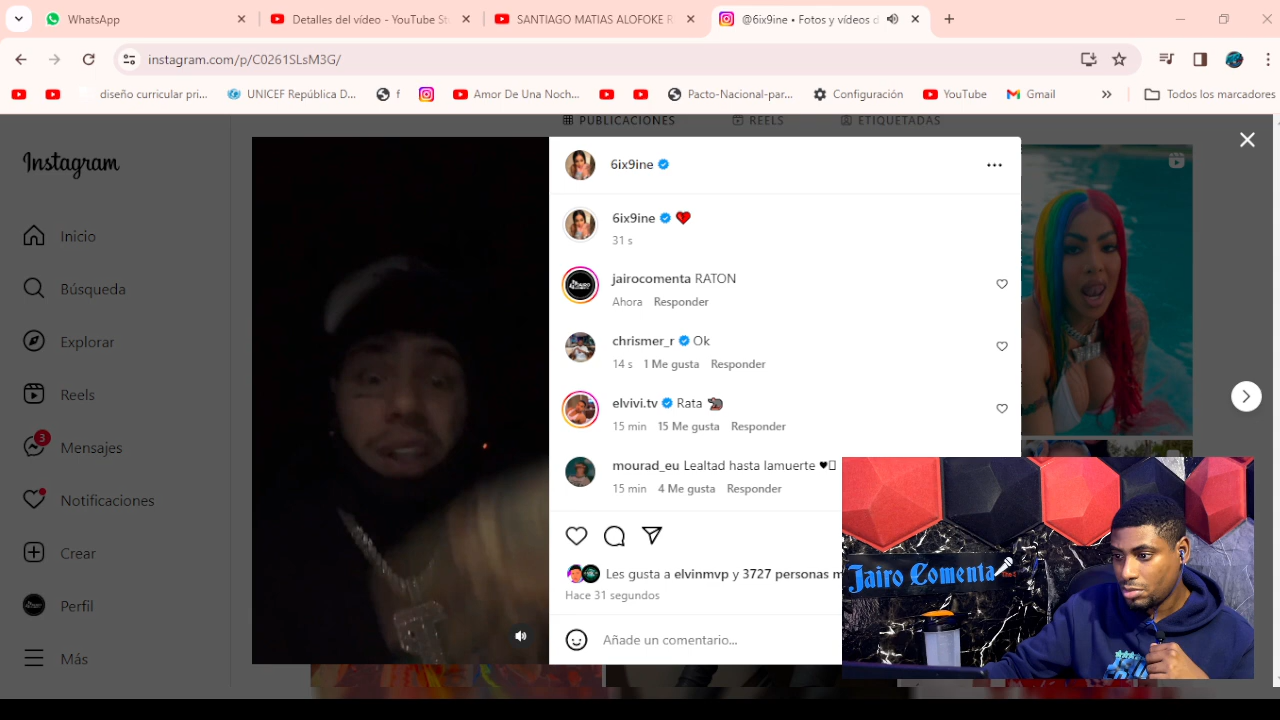 WhatsApp
Detalles del vídeo - YouTube St
SANTIAGO MATIAS ALOFOKE R
@6ix9ine • Fotos y vídeos d
instagram.com/p/C0261SLsM3G/
diseño curricular pri...
UNICEF República D...
f
Amor De Una Noch...
Pacto-Nacional-par...
Configuración
YouTube
Gmail
»
Todos los marcadores
PUBLICACIONES
REELS
ETIQUETADAS
Instagram
Inicio
Búsqueda
Explorar
Reels
3
Mensajes
Notificaciones
Crear
Perfil
Más
6ix9ine
6ix9ine 💔
31 s
jairocomenta RATON
Ahora Responder
chrismer_r Ok
14 s 1 Me gusta Responder
elvivi.tv Rata 🐀
15 min 15 Me gusta Responder
mourad_eu Lealtad hasta lamuerte ♥
15 min 4 Me gusta Responder
Les gusta a elvinmvp y 3727 personas m
Hace 31 segundos
Añade un comentario...
Jairo Comenta